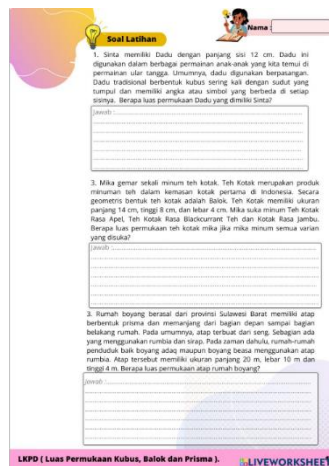 Nama :
Soal Latihan
1. Sinta memiliki Dadu dengan panjang sisi 12 cm. Dadu ini
digunakan dalam berbagai permainan anak-anak yang kita temui di
permainan ular tangga. Umumnya, dadu digunakan berpasangan.
Dadu tradisional berbentuk kubus sering kali dengan sudut yang
tumpul dan memiliki angka atau simbol yang berbeda di setiap
sisinya. Berapa luas permukaan Dadu yang dimiliki Sinta?
Jawab :
3. Mika gemar sekali minum teh kotak. Teh Kotak merupakan produk
minuman teh dalam kemasan kotak pertama di Indonesia. Secara
geometris bentuk teh kotak adalah Balok. Teh Kotak memiliki ukuran
panjang 14 cm, tinggi 8 cm, dan lebar 4 cm. Mika suka minum Teh Kotak
Rasa Apel, Teh Kotak Rasa Blackcurrant Teh dan Kotak Rasa Jambu.
Berapa luas permukaan teh kotak mika jika mika minum semua varian
yang disuka?
Jawab :
3. Rumah boyang berasal dari provinsi Sulawesi Barat memiliki atap
berbentuk prisma dan memanjang dari bagian depan sampai bagian
belakang rumah. Pada umumnya, atap terbuat dari seng. Sebagian ada
yang menggunakan rumbia dan sirap. Pada zaman dahulu, rumah-rumah
penduduk baik boyang adaq maupun boyang beasa menggunakan atap
rumbia. Atap tersebut memiliki ukuran panjang 20 m, lebar 10 m dan
tinggi 4 m. Berapa luas permukaan atap rumah boyang?
Jawab :
LKPD ( Luas Permukaan Kubus, Balok dan Prisma ).
LIVEWORKSHEETS